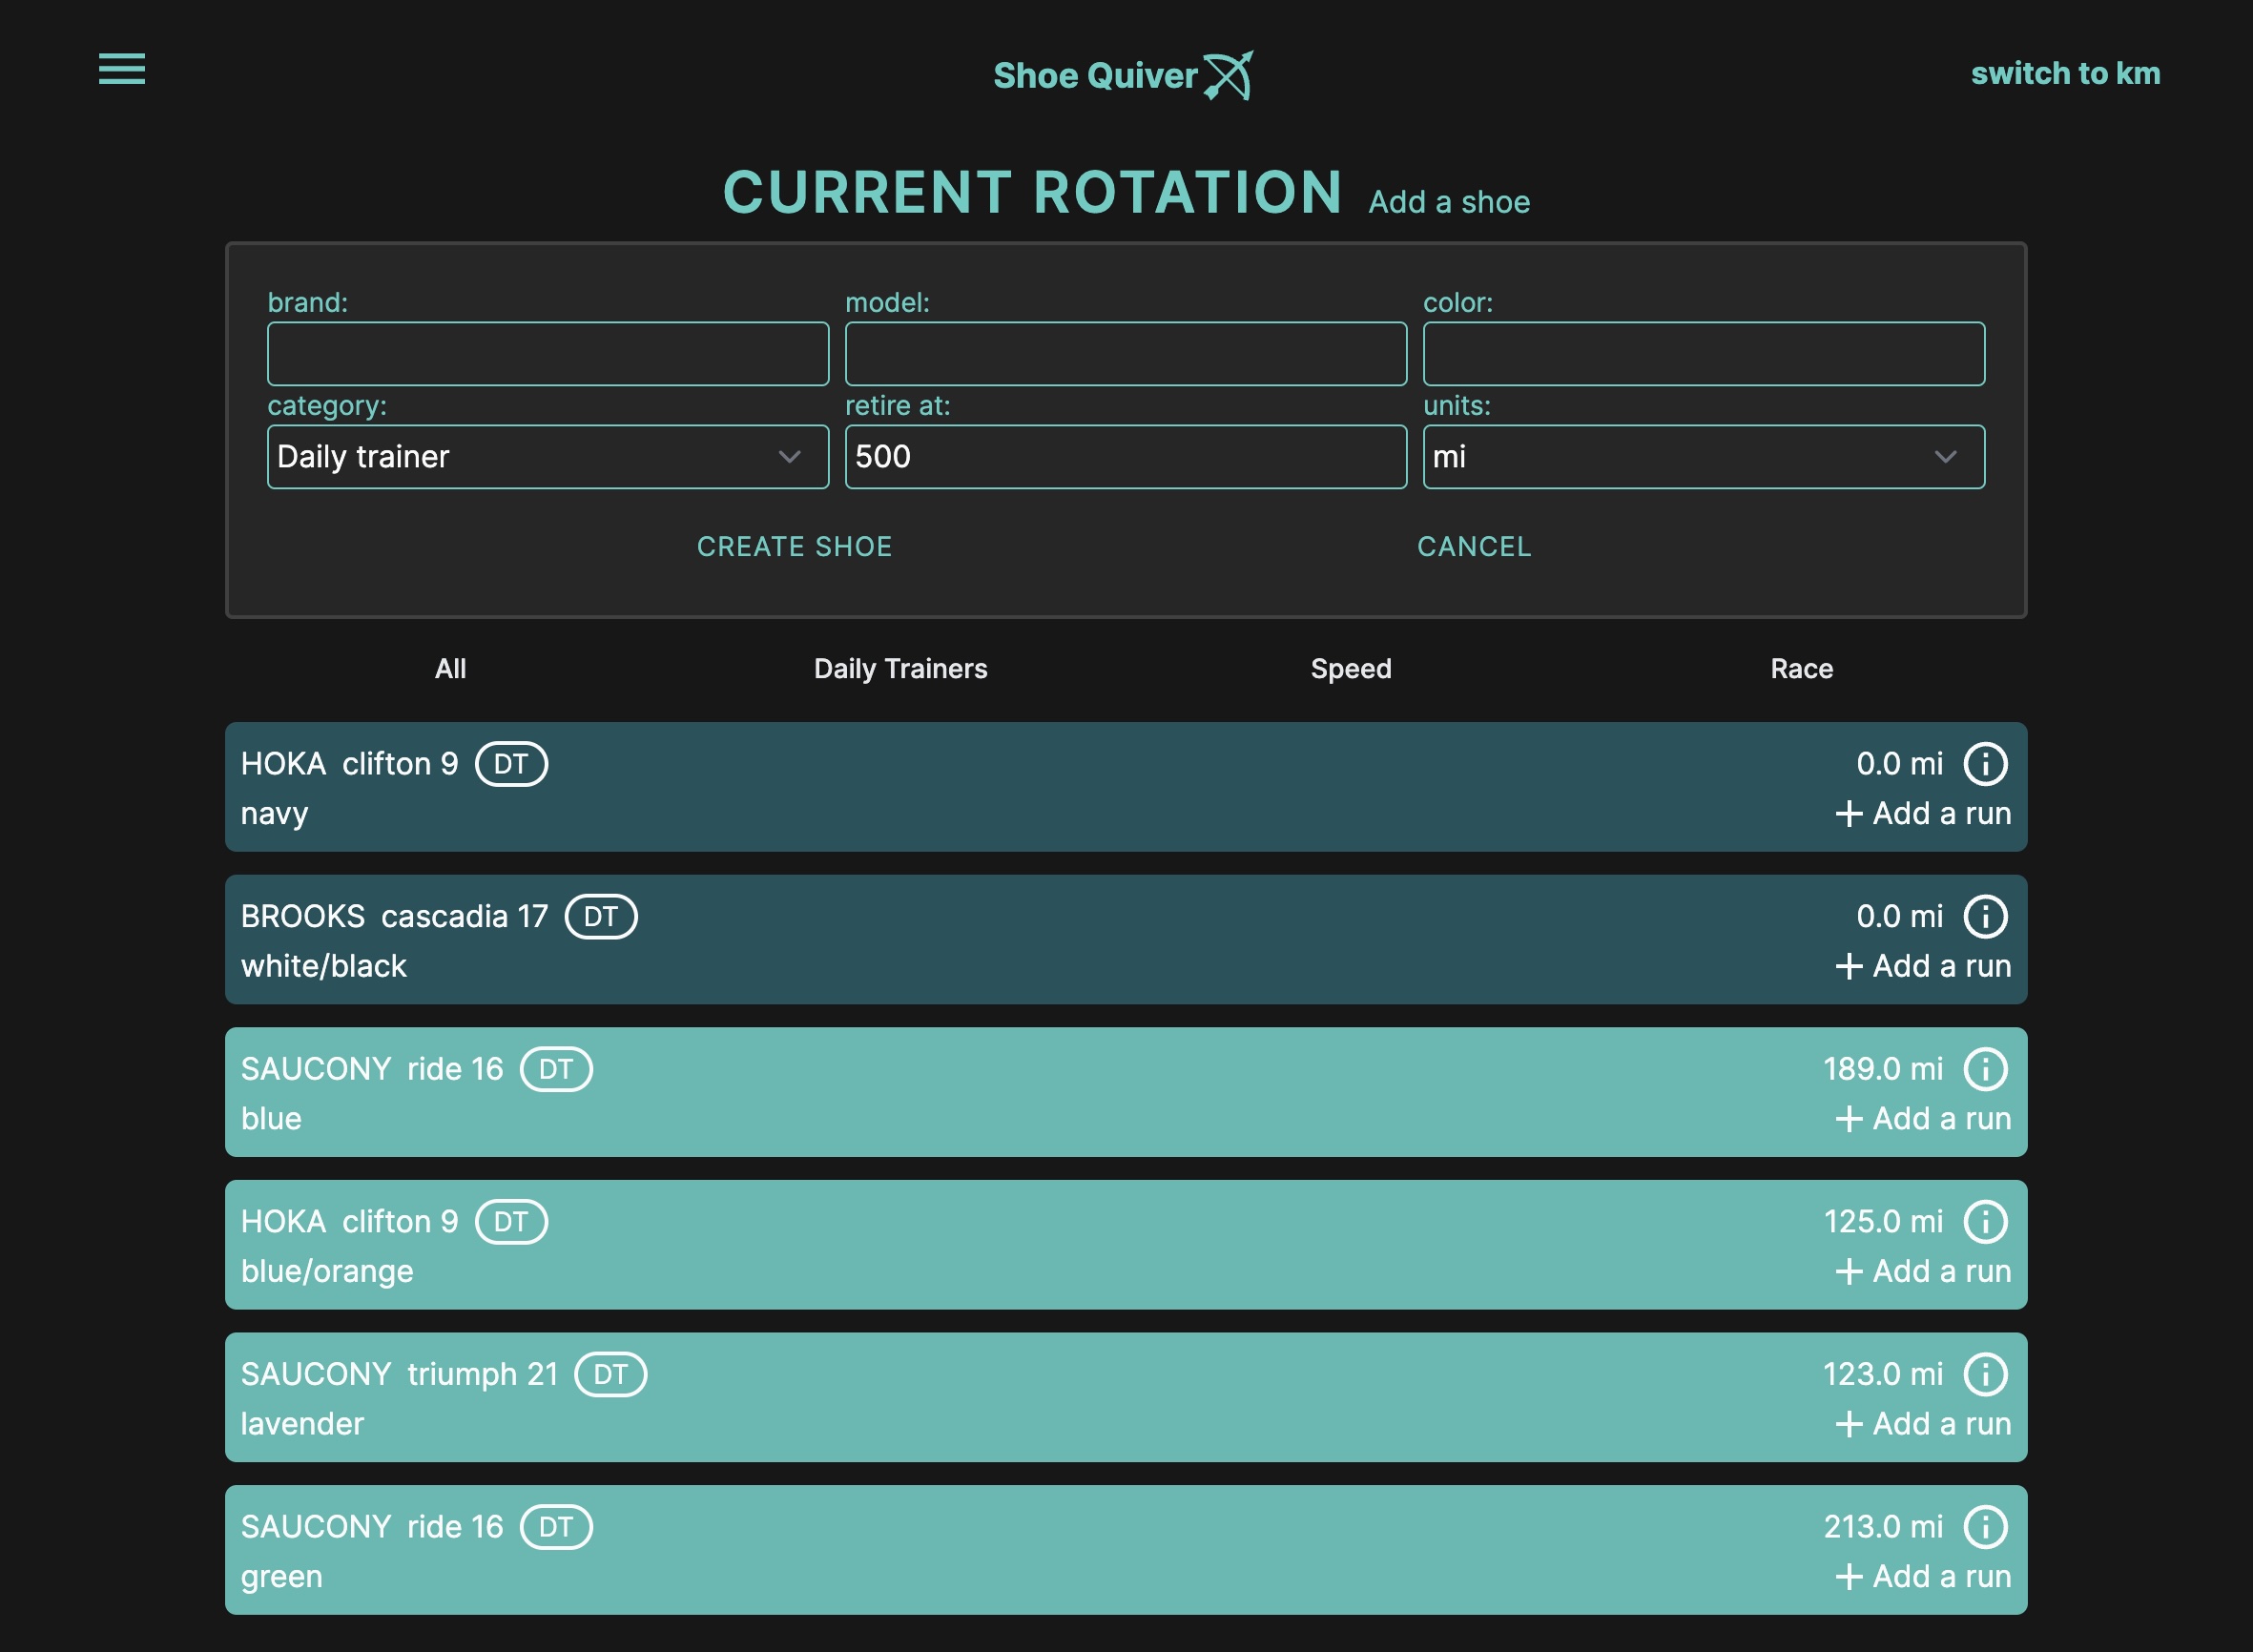 Shoe Quiver
switch to km
CURRENT ROTATION Add a shoe
brand: model: color:
category: retire at: units:
Daily trainer 500 mi
CREATE SHOE CANCEL
All Daily Trainers Speed Race
HOKA clifton 9 DT 0.0 mi
navy + Add a run
BROOKS cascadia 17 DT 0.0 mi
white/black + Add a run
SAUCONY ride 16 DT 189.0 mi
blue + Add a run
HOKA clifton 9 DT 125.0 mi
blue/orange + Add a run
SAUCONY triumph 21 DT 123.0 mi
lavender + Add a run
SAUCONY ride 16 DT 213.0 mi
green + Add a run